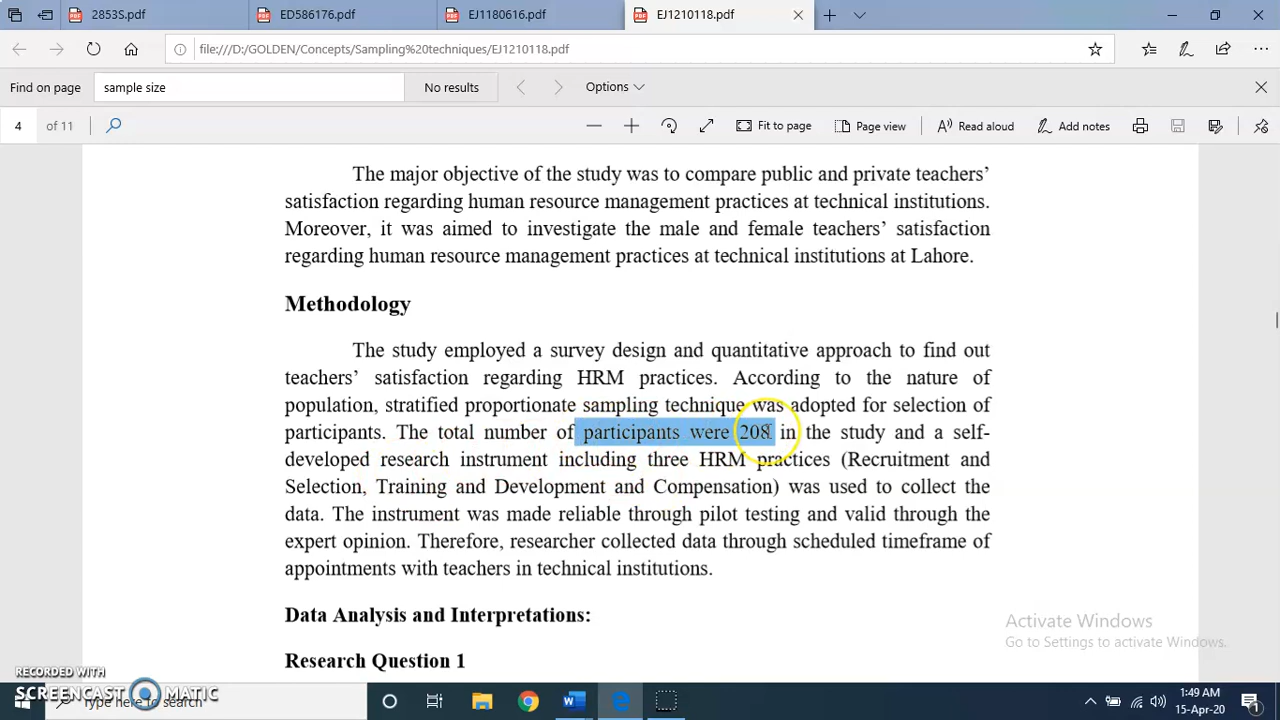 2853S.pdf
ED586176.pdf
EJ1180616.pdf
EJ1210118.pdf
file:///D:/GOLDEN/Concepts/Sampling%20techniques/EJ1210118.pdf
Find on page
sample size
No results
Options
4
of 11
Fit to page
Page view
Read aloud
Add notes
The major objective of the study was to compare public and private teachers’
satisfaction regarding human resource management practices at technical institutions.
Moreover, it was aimed to investigate the male and female teachers’ satisfaction
regarding human resource management practices at technical institutions at Lahore.
Methodology
The study employed a survey design and quantitative approach to find out
teachers’ satisfaction regarding HRM practices. According to the nature of
population, stratified proportionate sampling technique was adopted for selection of
participants. The total number of participants were 208 in the study and a self-
developed research instrument including three HRM practices (Recruitment and
Selection, Training and Development and Compensation) was used to collect the
data. The instrument was made reliable through pilot testing and valid through the
expert opinion. Therefore, researcher collected data through scheduled timeframe of
appointments with teachers in technical institutions.
Data Analysis and Interpretations:
Research Question 1
Activate Windows
Go to Settings to activate Windows.
RECORDED WITH
SCREENCAST MATIC
Type here to search
1:49 AM
15-Apr-20
1